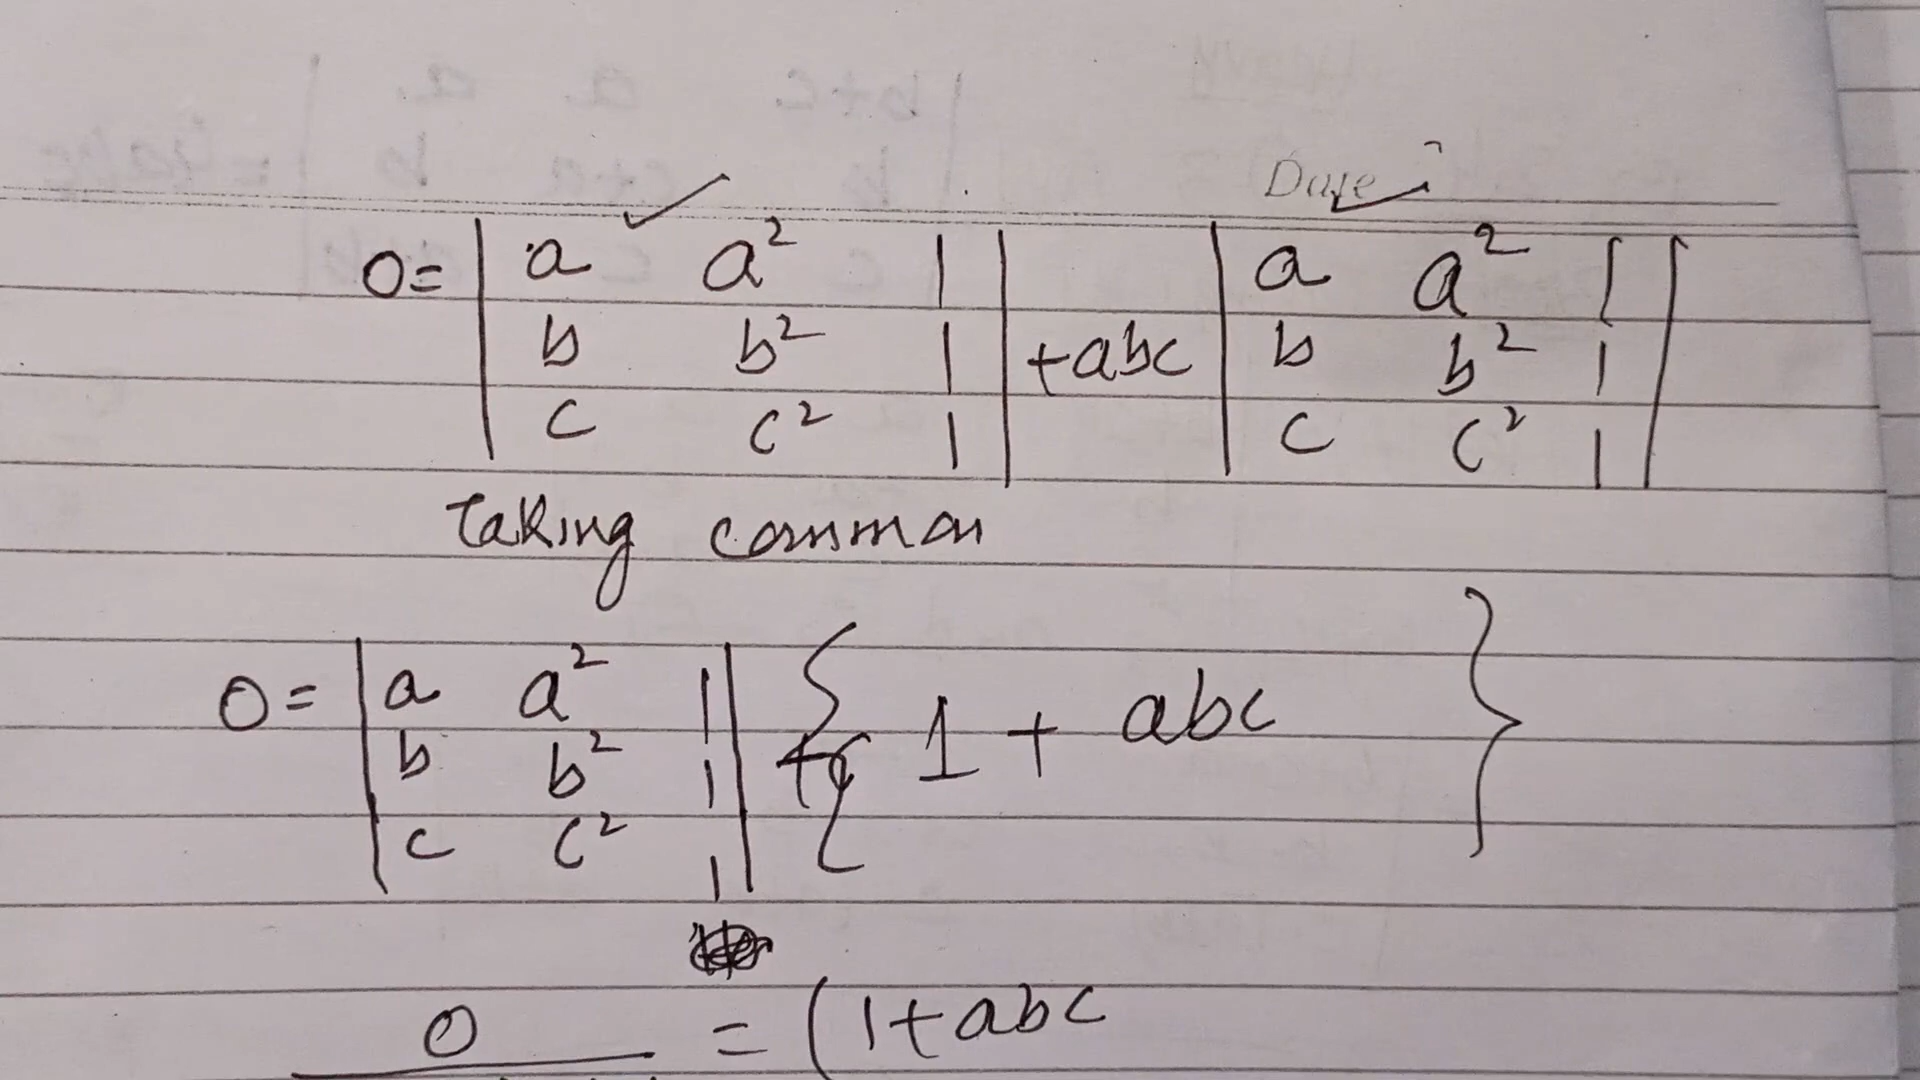 Date
0= | a a² 1 | +abc | a a² 1 |
| b b² 1 | | b b² 1 |
| c c² 1 | | c c² 1 |
taking common
0= | a a² 1 | { 1 + abc }
| b b² 1 |
| c c² 1 |
0 = (1+abc